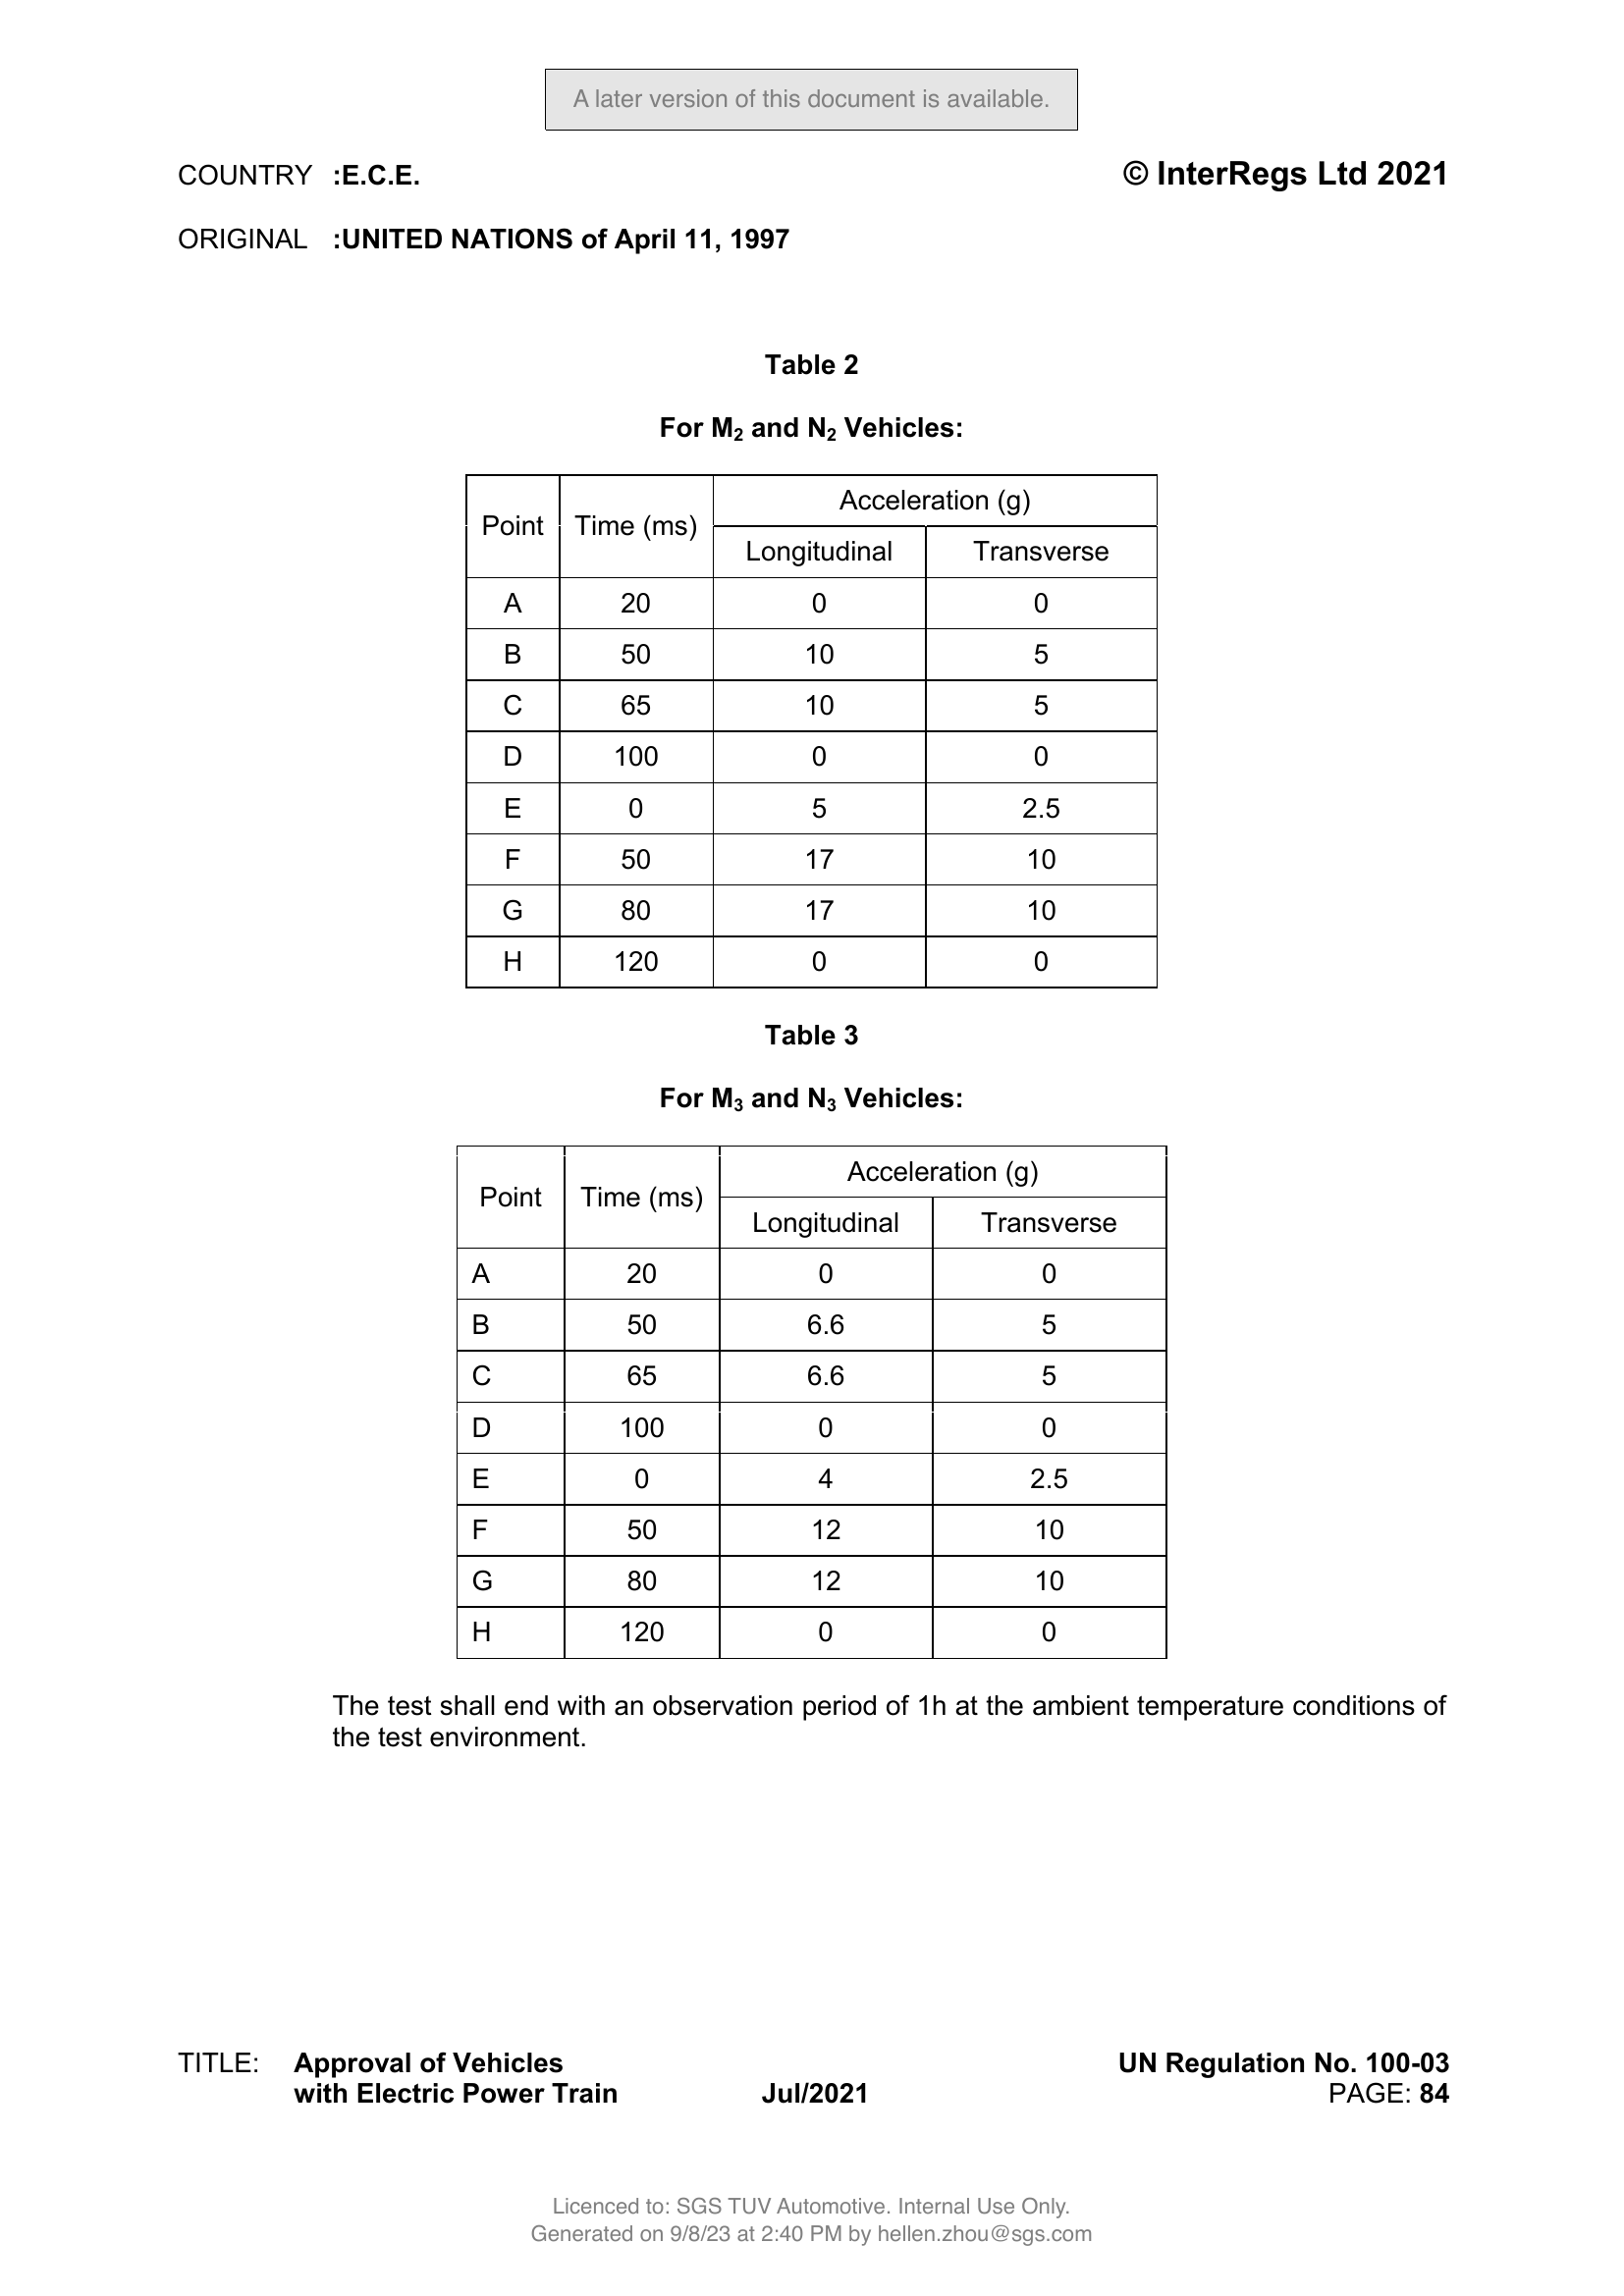 A later version of this document is available.
COUNTRY :E.C.E. © InterRegs Ltd 2021
ORIGINAL :UNITED NATIONS of April 11, 1997
Table 2
For M₂ and N₂ Vehicles:
Point Time (ms) Acceleration (g)
Longitudinal Transverse
A 20 0 0
B 50 10 5
C 65 10 5
D 100 0 0
E 0 5 2.5
F 50 17 10
G 80 17 10
H 120 0 0
Table 3
For M₃ and N₃ Vehicles:
Point Time (ms) Acceleration (g)
Longitudinal Transverse
A 20 0 0
B 50 6.6 5
C 65 6.6 5
D 100 0 0
E 0 4 2.5
F 50 12 10
G 80 12 10
H 120 0 0
The test shall end with an observation period of 1h at the ambient temperature conditions of
the test environment.
TITLE: Approval of Vehicles UN Regulation No. 100-03
with Electric Power Train Jul/2021 PAGE: 84
Licenced to: SGS TUV Automotive. Internal Use Only.
Generated on 9/8/23 at 2:40 PM by hellen.zhou@sgs.com